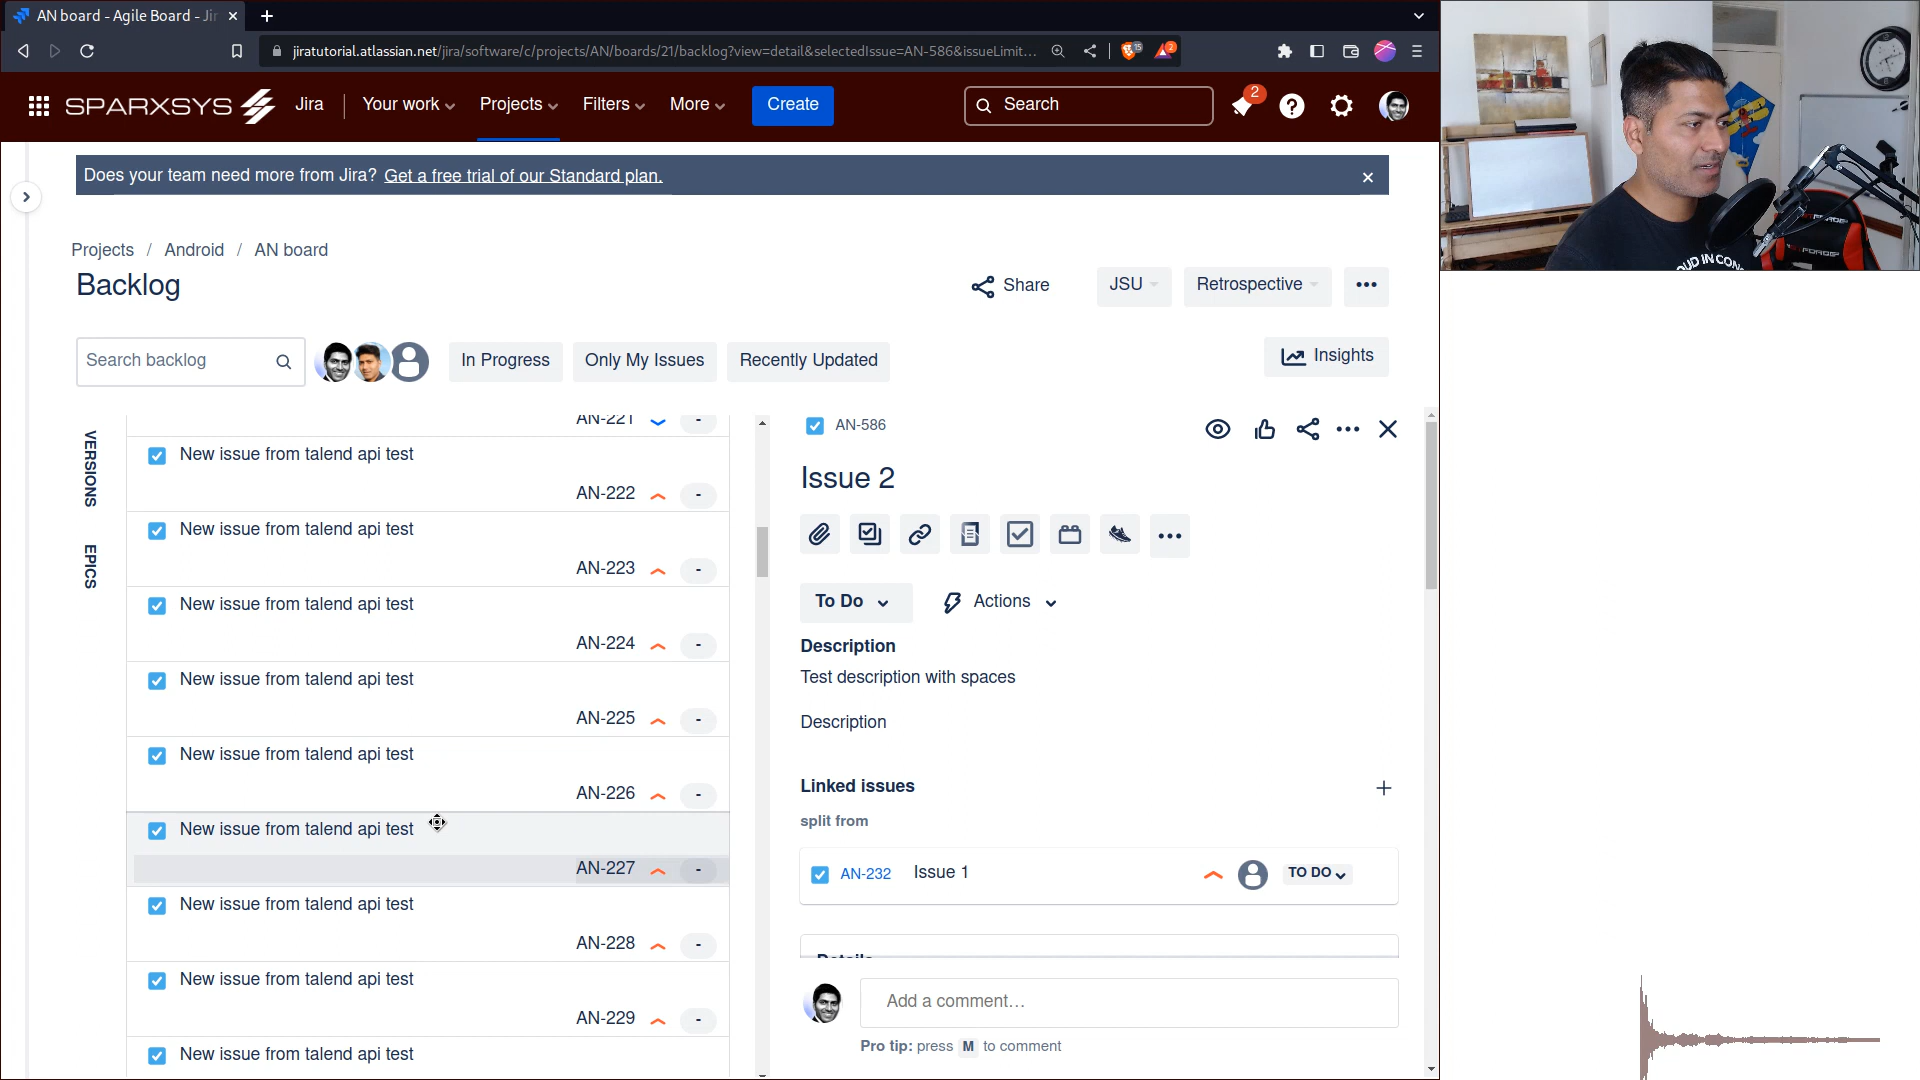 AN board - Agile Board - Jir
jiratutorial.atlassian.net/jira/software/c/projects/AN/boards/21/backlog?view=detail&selectedIssue=AN-586&issueLimit...
15
2
SPARXSYS
Jira
Your work
Projects
Filters
More
Create
Search
2
Does your team need more from Jira? Get a free trial of our Standard plan.
Projects / Android / AN board
Backlog
Share
JSU
Retrospective
Search backlog
In Progress
Only My Issues
Recently Updated
Insights
VERSIONS
EPICS
AN-221 -
New issue from talend api test
AN-222 -
New issue from talend api test
AN-223 -
New issue from talend api test
AN-224 -
New issue from talend api test
AN-225 -
New issue from talend api test
AN-226 -
New issue from talend api test
AN-227 -
New issue from talend api test
AN-228 -
New issue from talend api test
AN-229 -
New issue from talend api test
AN-586
Issue 2
To Do
Actions
Description
Test description with spaces
Description
Linked issues
split from
AN-232 Issue 1 TO DO
Details
Add a comment…
Pro tip: press M to comment